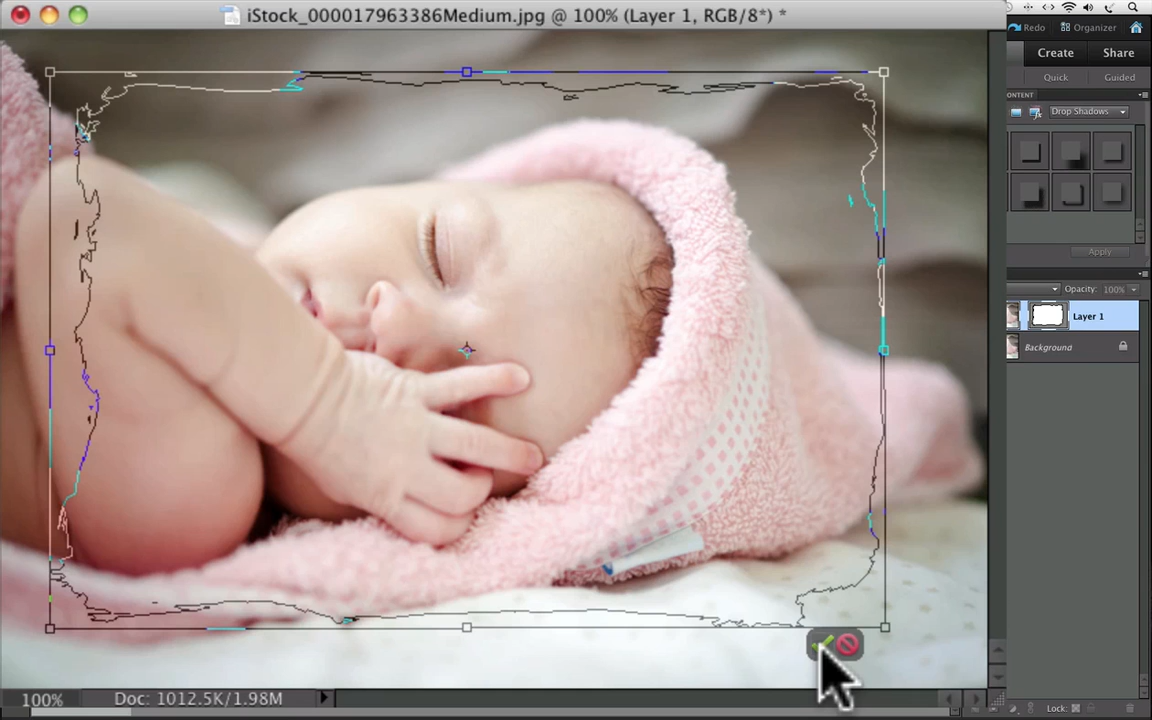 iStock_000017963386Medium.jpg @ 100% (Layer 1, RGB/8*) *
Redo
Organizer
Create
Share
Quick
Guided
ONTENT
Drop Shadows
Apply
Opacity: 100%
Layer 1
Background
100%
Doc: 1012.5K/1.98M
Lock: